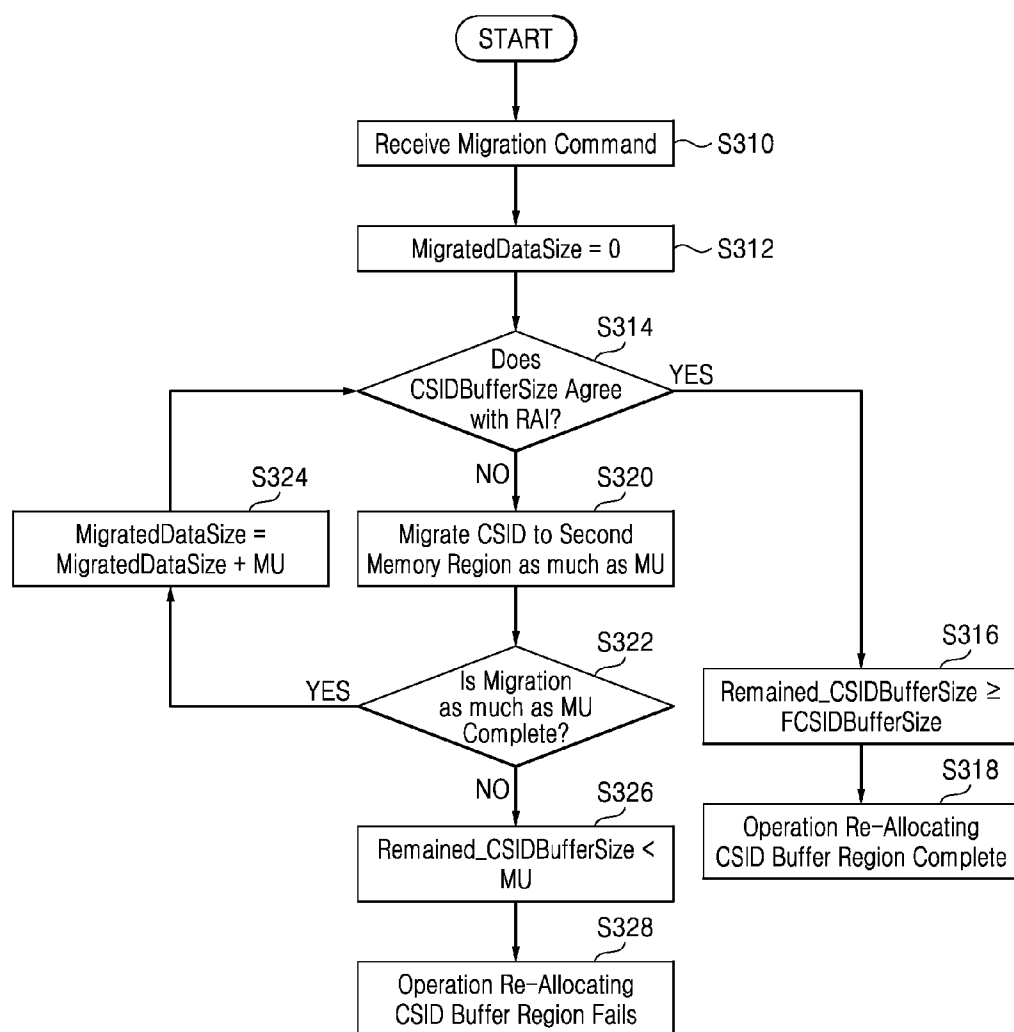 START
Receive Migration Command
S310
MigratedDataSize = 0
S312
S314
Does
CSIDBufferSize Agree
with RAI?
YES
NO
S324
MigratedDataSize =
MigratedDataSize + MU
S320
Migrate CSID to Second
Memory Region as much as MU
S322
Is Migration
as much as MU
Complete?
YES
NO
S316
Remained_CSIDBufferSize ≥
FCSIDBufferSize
S318
Operation Re-Allocating
CSID Buffer Region Complete
S326
Remained_CSIDBufferSize <
MU
S328
Operation Re-Allocating
CSID Buffer Region Fails